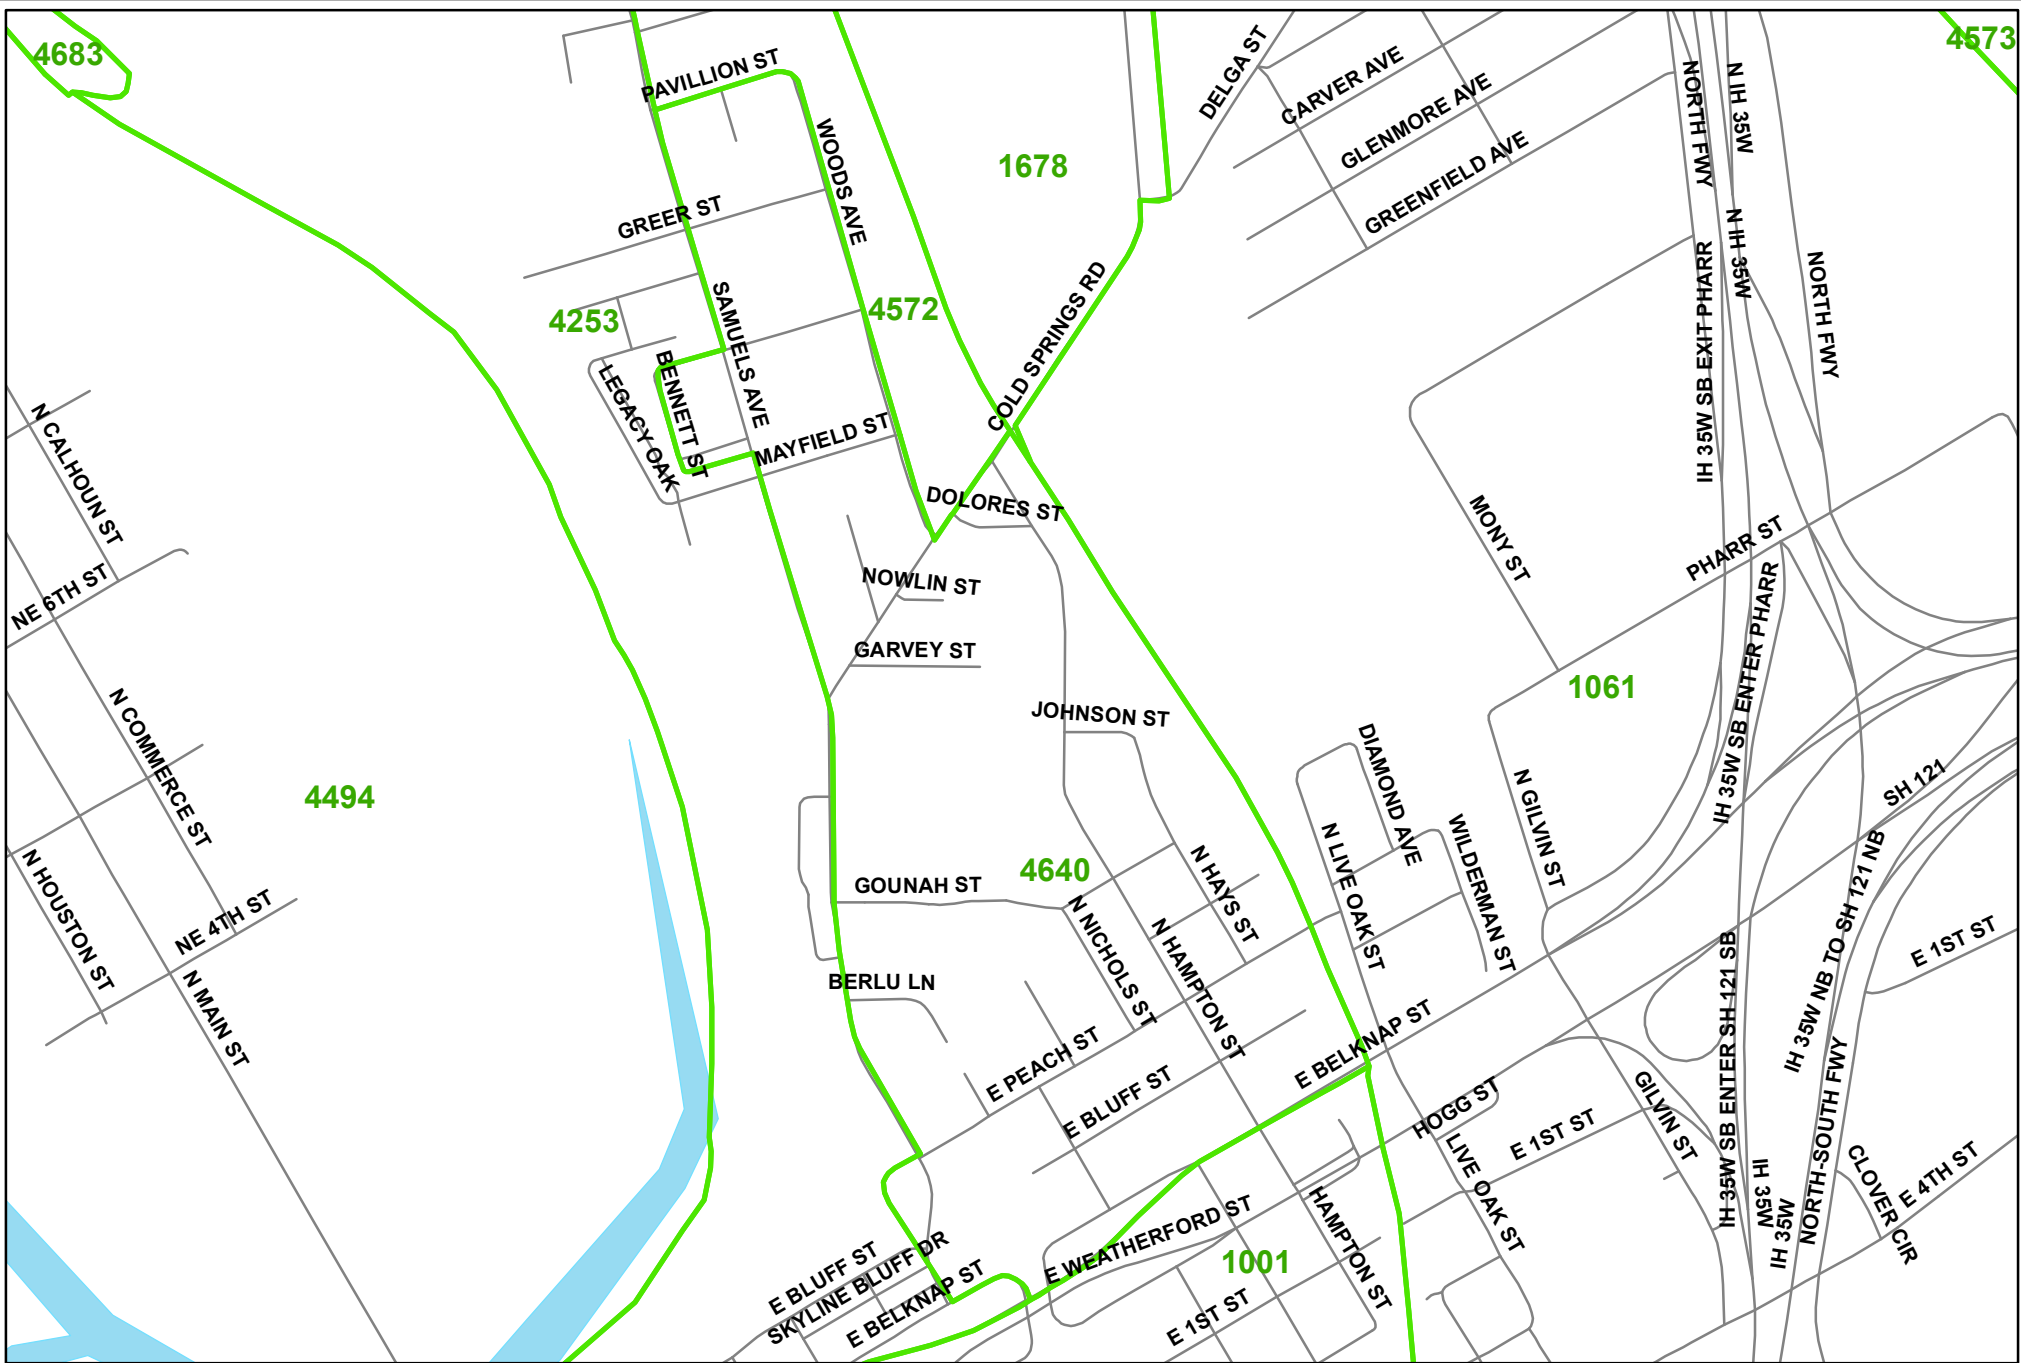 4683
4573
PAVILLION ST
DELGA ST
CARVER AVE
GLENMORE AVE
GREENFIELD AVE
NORTH FWY
N IH 35W
WOODS AVE
1678
GREER ST
N IH 35W
NORTH FWY
IH 35W SB EXIT PHARR
4253
SAMUELS AVE
4572
COLD SPRINGS RD
BENNETT ST
LEGACY OAK
MAYFIELD ST
N CALHOUN ST
DOLORES ST
MONY ST
PHARR ST
NE 6TH ST
NOWLIN ST
GARVEY ST
IH 35W SB ENTER PHARR
1061
N COMMERCE ST
JOHNSON ST
DIAMOND AVE
N GILVIN ST
SH 121
4494
N LIVE OAK ST
WILDERMAN ST
N HOUSTON ST
4640
GOUNAH ST
N HAYS ST
N NICHOLS ST
N HAMPTON ST
NE 4TH ST
IH 35W NB TO SH 121 NB
E 1ST ST
IH 35W SB ENTER SH 121 SB
N MAIN ST
BERLU LN
E PEACH ST
E BELKNAP ST
E BLUFF ST
HOGG ST
GILVIN ST
NORTH-SOUTH FWY
E 1ST ST
LIVE OAK ST
CLOVER CIR
E 4TH ST
IH 35W
IH 35W
E BLUFF ST
SKYLINE BLUFF DR
E BELKNAP ST
E WEATHERFORD ST
1001
HAMPTON ST
E 1ST ST